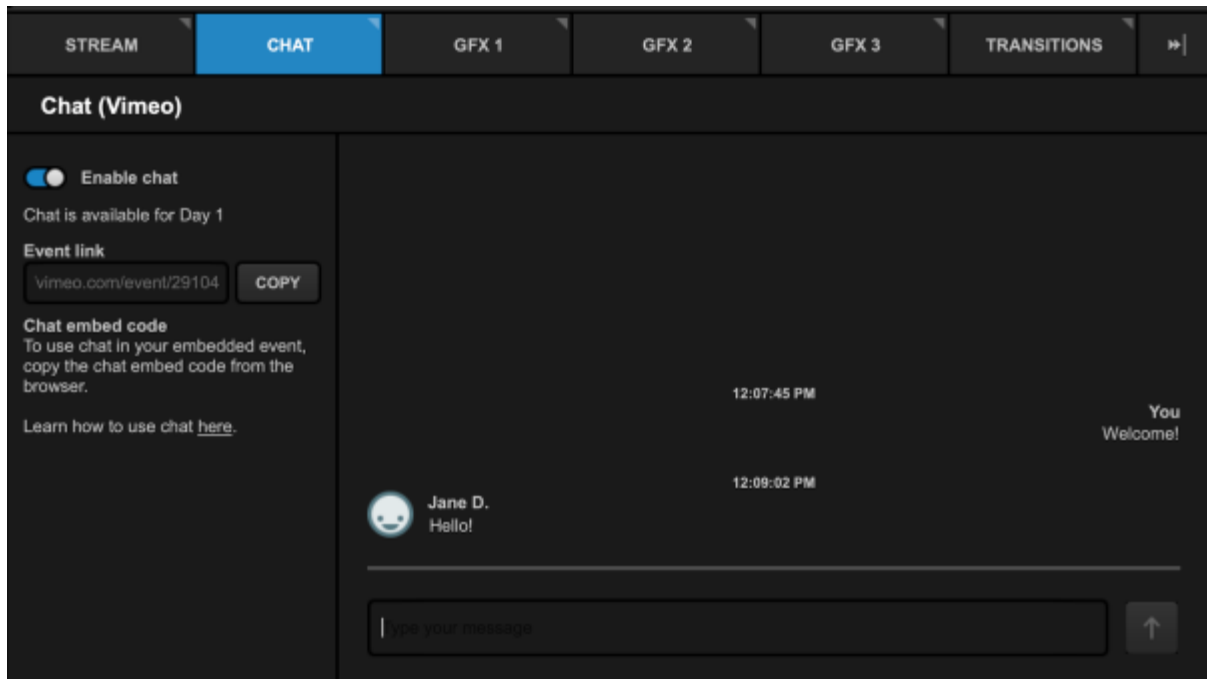 STREAM CHAT GFX 1 GFX 2 GFX 3 TRANSITIONS
Chat (Vimeo)
Enable chat
Chat is available for Day 1
Event link
vimeo.com/event/29104 COPY
Chat embed code
To use chat in your embedded event,
copy the chat embed code from the
browser.
Learn how to use chat here.
12:07:45 PM
You
Welcome!
12:09:02 PM
Jane D.
Hello!
Type your message